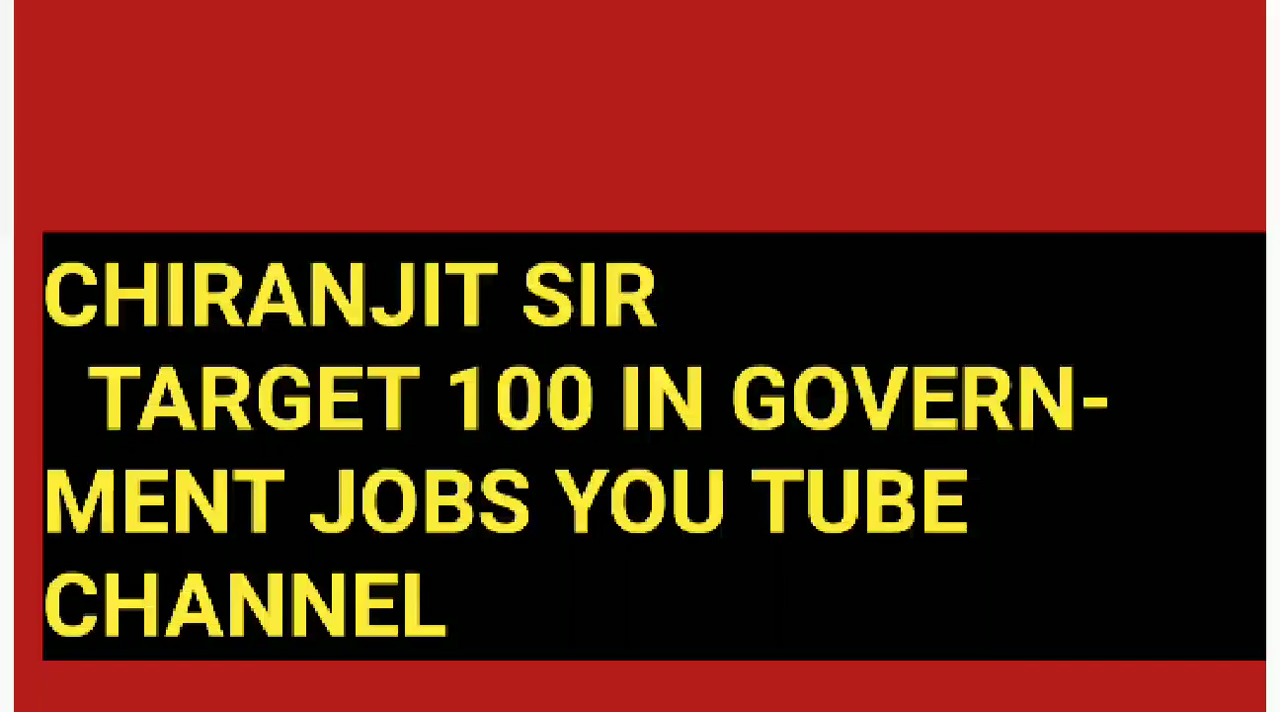 CHIRANJIT SIR
TARGET 100 IN GOVERN-
MENT JOBS YOU TUBE
CHANNEL